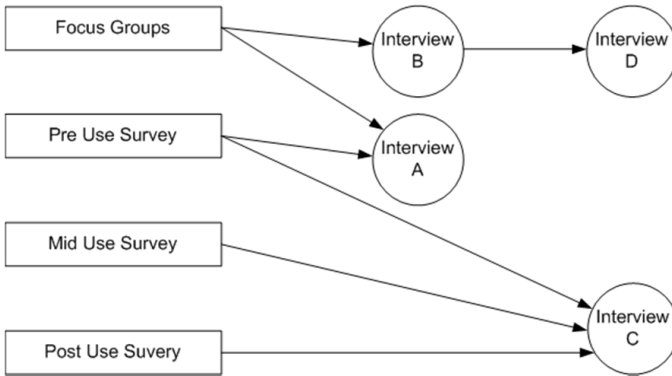 Focus Groups
Interview
B
Interview
D
Pre Use Survey
Interview
A
Mid Use Survey
Interview
C
Post Use Suvery